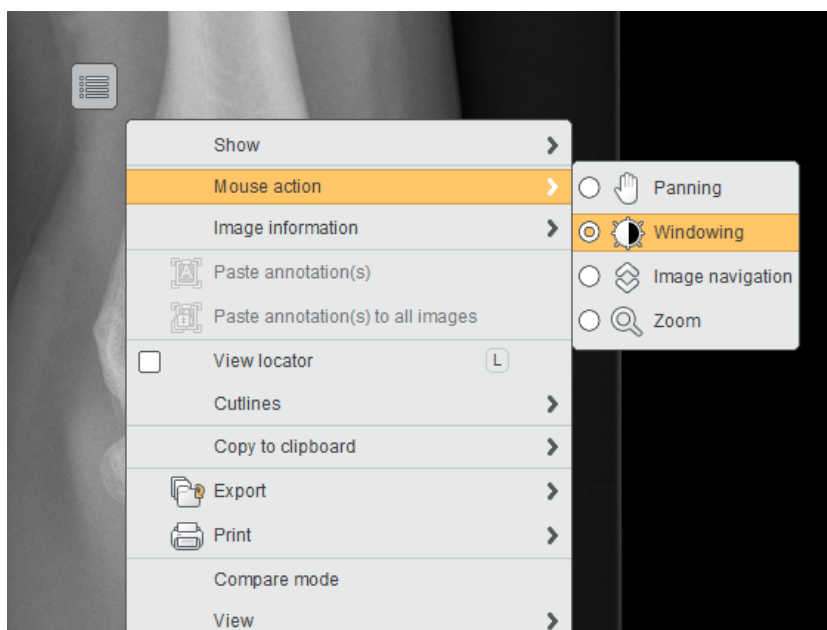 Show
Mouse action
Image information
Paste annotation(s)
Paste annotation(s) to all images
View locator L
Cutlines
Copy to clipboard
Export
Print
Compare mode
View
Panning
Windowing
Image navigation
Zoom